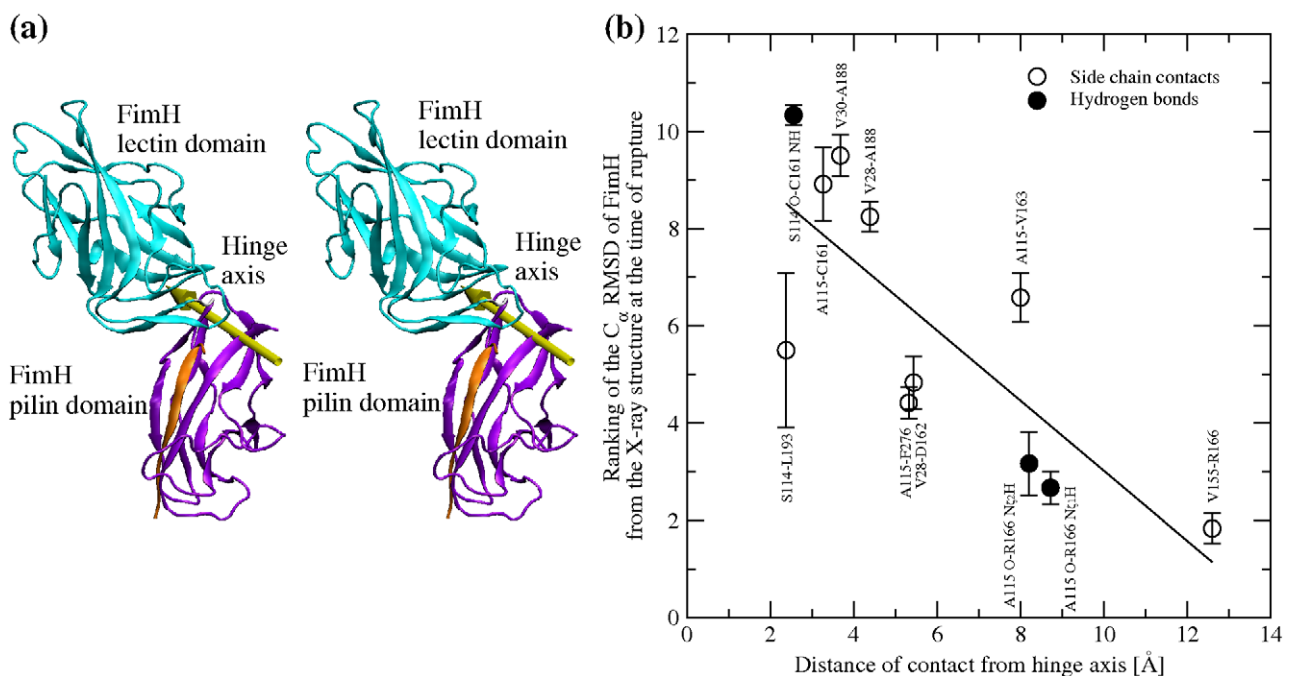 (a)
FimH
lectin domain
Hinge
axis
FimH
pilin domain
FimH
lectin domain
Hinge
axis
FimH
pilin domain
(b)
Ranking of the Cα RMSD of FimH
from the X-ray structure at the time of rupture
12
10
8
6
4
2
0
Side chain contacts
Hydrogen bonds
S114 O-C161 NH
V30-A188
V28-A188
A115-C161
S114-L193
A115-F276
V28-D162
A115-V163
A115 O-R166 Nζ2H
A115 O-R166 Nζ1H
V155-R166
0 2 4 6 8 10 12 14
Distance of contact from hinge axis [Å]